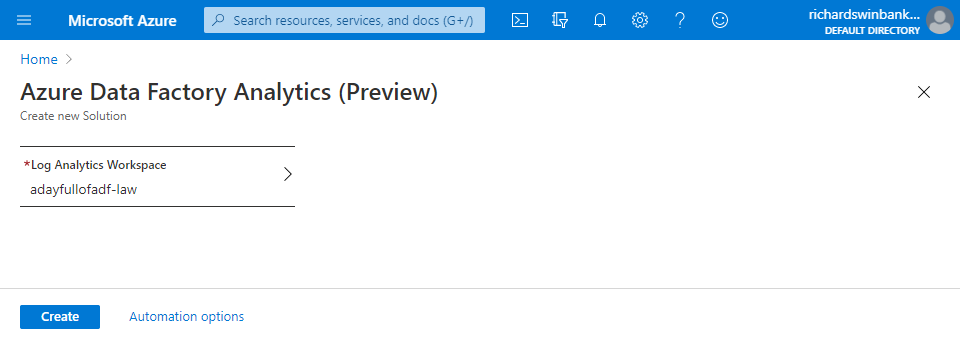 Microsoft Azure
Search resources, services, and docs (G+/)
richardswinbank...
DEFAULT DIRECTORY
Home
Azure Data Factory Analytics (Preview)
Create new Solution
*Log Analytics Workspace
adayfullofadf-law
Create
Automation options